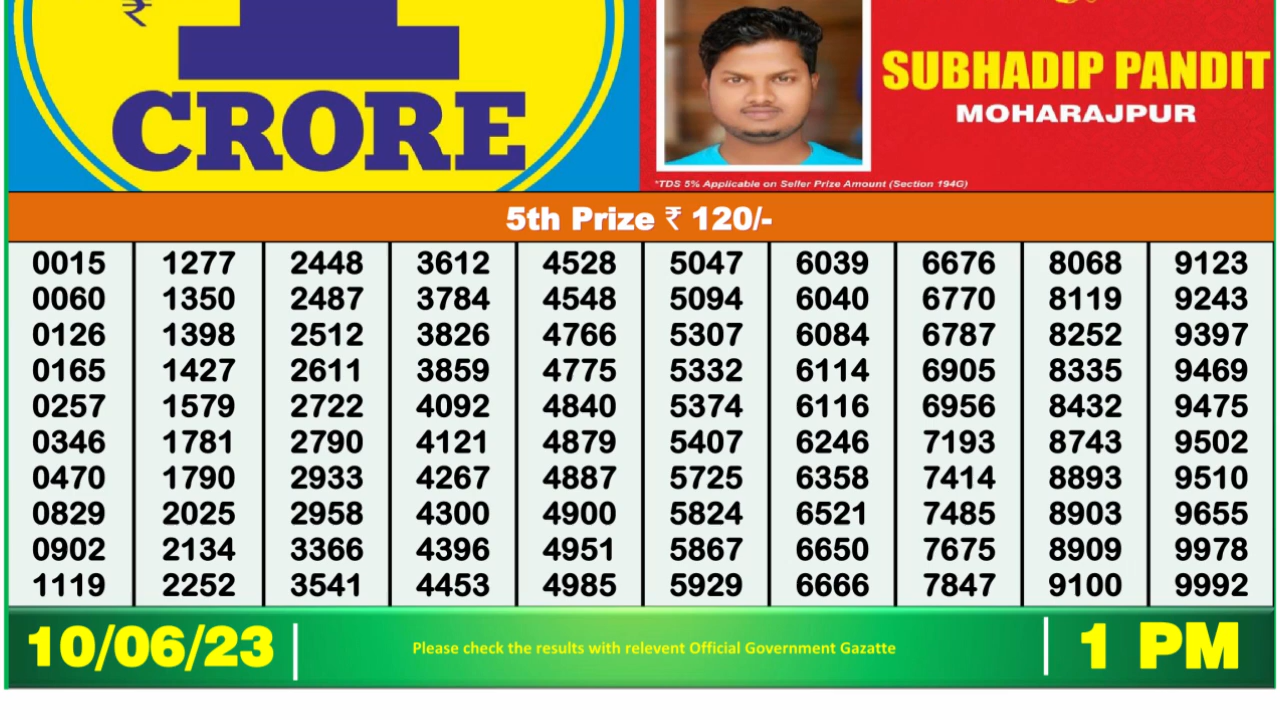 ₹ 1
CRORE
SUBHADIP PANDIT
MOHARAJPUR
*TDS 5% Applicable on Seller Prize Amount (Section 194G)
5th Prize ₹ 120/-
0015 1277 2448 3612 4528 5047 6039 6676 8068 9123
0060 1350 2487 3784 4548 5094 6040 6770 8119 9243
0126 1398 2512 3826 4766 5307 6084 6787 8252 9397
0165 1427 2611 3859 4775 5332 6114 6905 8335 9469
0257 1579 2722 4092 4840 5374 6116 6956 8432 9475
0346 1781 2790 4121 4879 5407 6246 7193 8743 9502
0470 1790 2933 4267 4887 5725 6358 7414 8893 9510
0829 2025 2958 4300 4900 5824 6521 7485 8903 9655
0902 2134 3366 4396 4951 5867 6650 7675 8909 9978
1119 2252 3541 4453 4985 5929 6666 7847 9100 9992
10/06/23 Please check the results with relevent Official Government Gazatte 1 PM